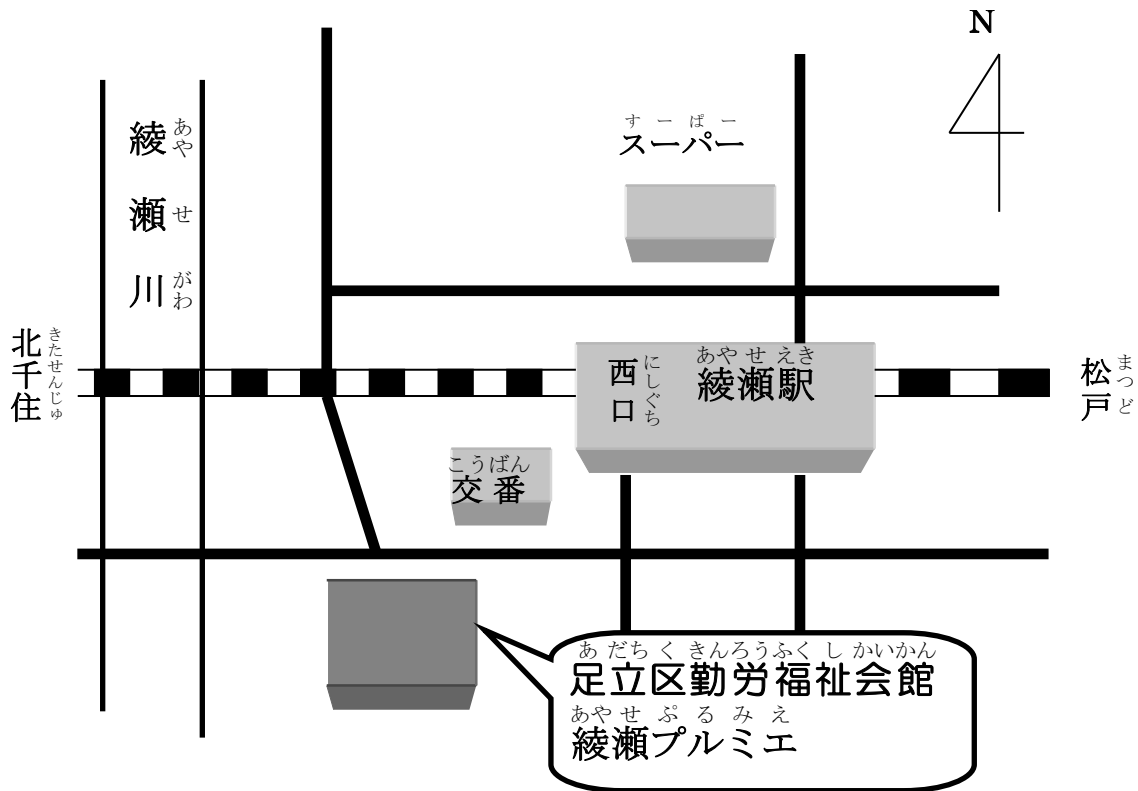 N
すーぱー
スーパー
綾瀬川
あやせがわ
北千住
きたせんじゅ
西口
にしぐち
あやせえき
綾瀬駅
松戸
まつど
こうばん
交番
あだちくきんろうふくしかいかん
足立区勤労福祉会館
あやせぷるみえ
綾瀬プルミエ